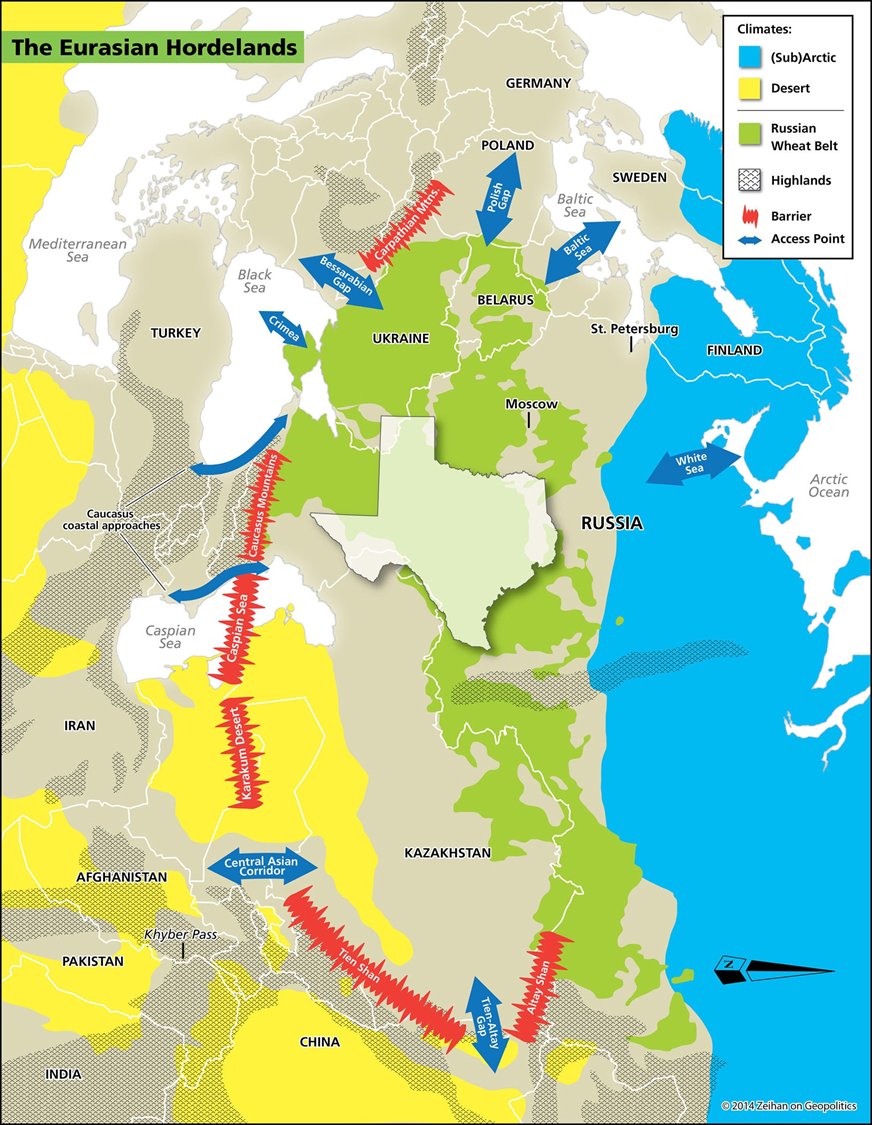 The Eurasian Hordelands
Climates:
(Sub)Arctic
Desert
Russian
Wheat Belt
Highlands
Barrier
Access Point
GERMANY
POLAND
SWEDEN
Polish
Gap
Baltic
Sea
Baltic
Sea
Carpathian Mtns.
Mediterranean
Sea
Black
Sea
Bessarabian
Gap
BELARUS
Crimea
UKRAINE
TURKEY
St. Petersburg
FINLAND
Moscow
White
Sea
Arctic
Ocean
Caucasus
coastal approaches
Caucasus Mountains
RUSSIA
Caspian Sea
Caspian
Sea
IRAN
Karakum Desert
KAZAKHSTAN
Central Asian
Corridor
AFGHANISTAN
Khyber Pass
PAKISTAN
Tien Shan
Altay Shan
Tien-Altay
Gap
N
CHINA
INDIA
© 2014 Zeihan on Geopolitics